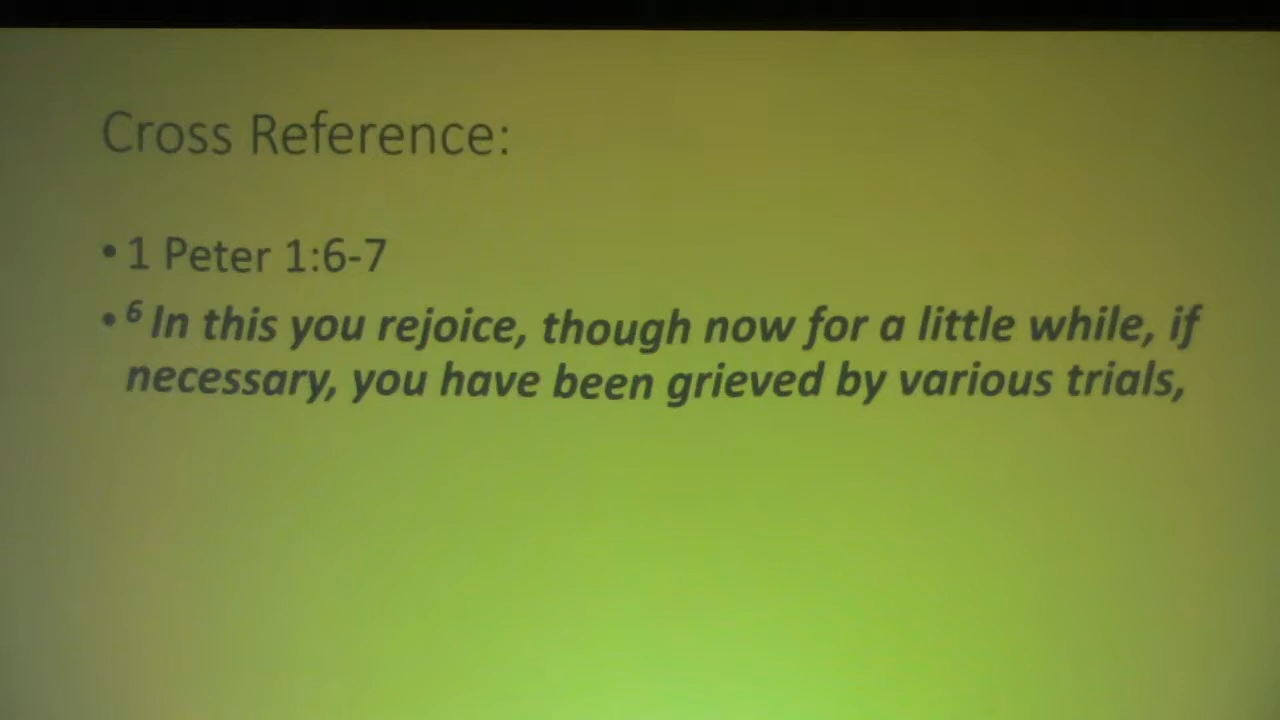 Cross Reference:
• 1 Peter 1:6-7
• 6 In this you rejoice, though now for a little while, if
necessary, you have been grieved by various trials,